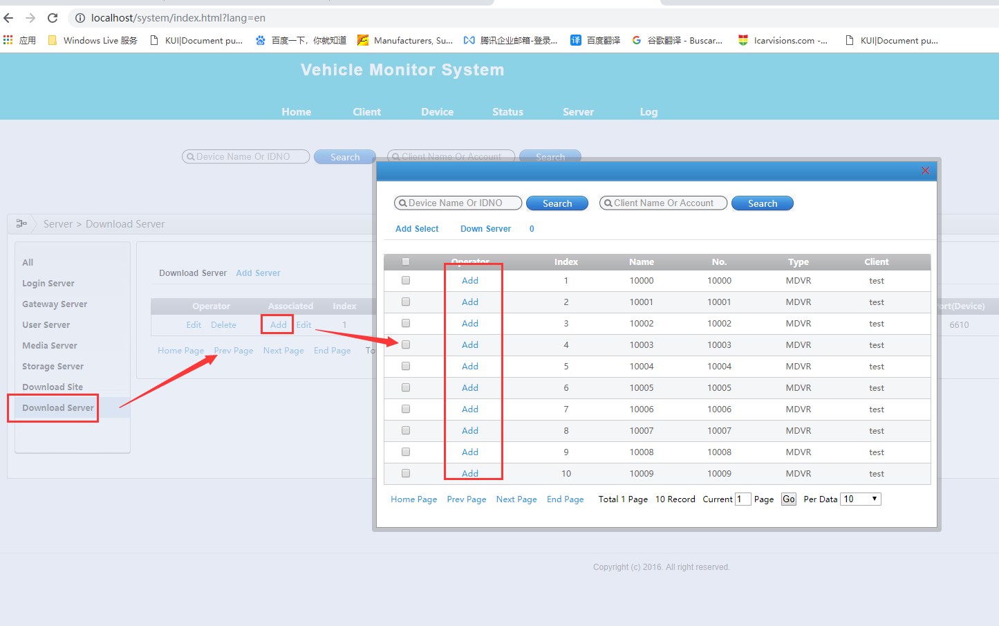 localhost/system/index.html?lang=en
应用 Windows Live 服务 KUI|Document pu... 百度一下，你就知道 Manufacturers, Su... 腾讯企业邮箱-登录... 译 百度翻译 谷歌翻译 - Buscar... Icarvisions.com -... KUI|Document pu...
Vehicle Monitor System
Home Client Device Status Server Log
Device Name Or IDNO Search Client Name Or Account Search
Device Name Or IDNO Search Client Name Or Account Search
Add Select Down Server 0
Server > Download Server
All
Login Server
Gateway Server
User Server
Media Server
Storage Server
Download Site
Download Server
Download Server Add Server
Operator Associated Index ort(Device)
Edit Delete Add Edit 1 6610
Home Page Prev Page Next Page End Page To
Operator Index Name No. Type Client
Add 1 10000 10000 MDVR test
Add 2 10001 10001 MDVR test
Add 3 10002 10002 MDVR test
Add 4 10003 10003 MDVR test
Add 5 10004 10004 MDVR test
Add 6 10005 10005 MDVR test
Add 7 10006 10006 MDVR test
Add 8 10007 10007 MDVR test
Add 9 10008 10008 MDVR test
Add 10 10009 10009 MDVR test
Home Page Prev Page Next Page End Page Total 1 Page 10 Record Current 1 Page Go Per Data 10
Copyright (c) 2016. All right reserved.